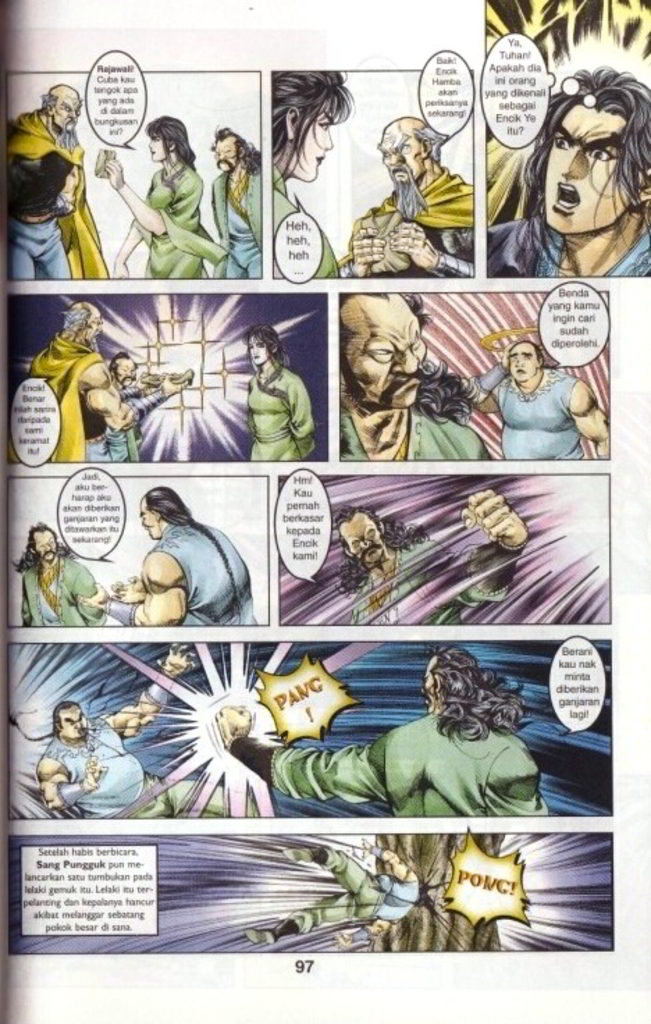 Rajawali!
Cuba kau
tengok apa
yang ada
di dalam
bungkusan
ini?
Baik!
Encik
Hamba
akan
periksanya
sekarang!
Heh,
heh,
heh
...
Ya,
Tuhan!
Apakah dia
ini orang
yang dikenali
sebagai
Encik Ye
itu?
Encik!
Benar
inilah sarira
daripada
sami
keramat
itu!
Benda
yang kamu
ingin cari
sudah
diperolehi.
Jadi,
aku ber-
harap aku
akan diberikan
ganjaran yang
ditawarkan itu
sekarang!
Hm!
Kau
pernah
berkasar
kepada
Encik
kami!
PANG
!
Berani
kau nak
minta
diberikan
ganjaran
lagi!
Setelah habis berbicara,
Sang Pungguk pun me-
lancarkan satu tumbukan pada
lelaki gemuk itu. Lelaki itu ter-
pelanting dan kepalanya hancur
akibat melanggar sebatang
pokok besar di sana.
PONG!
97